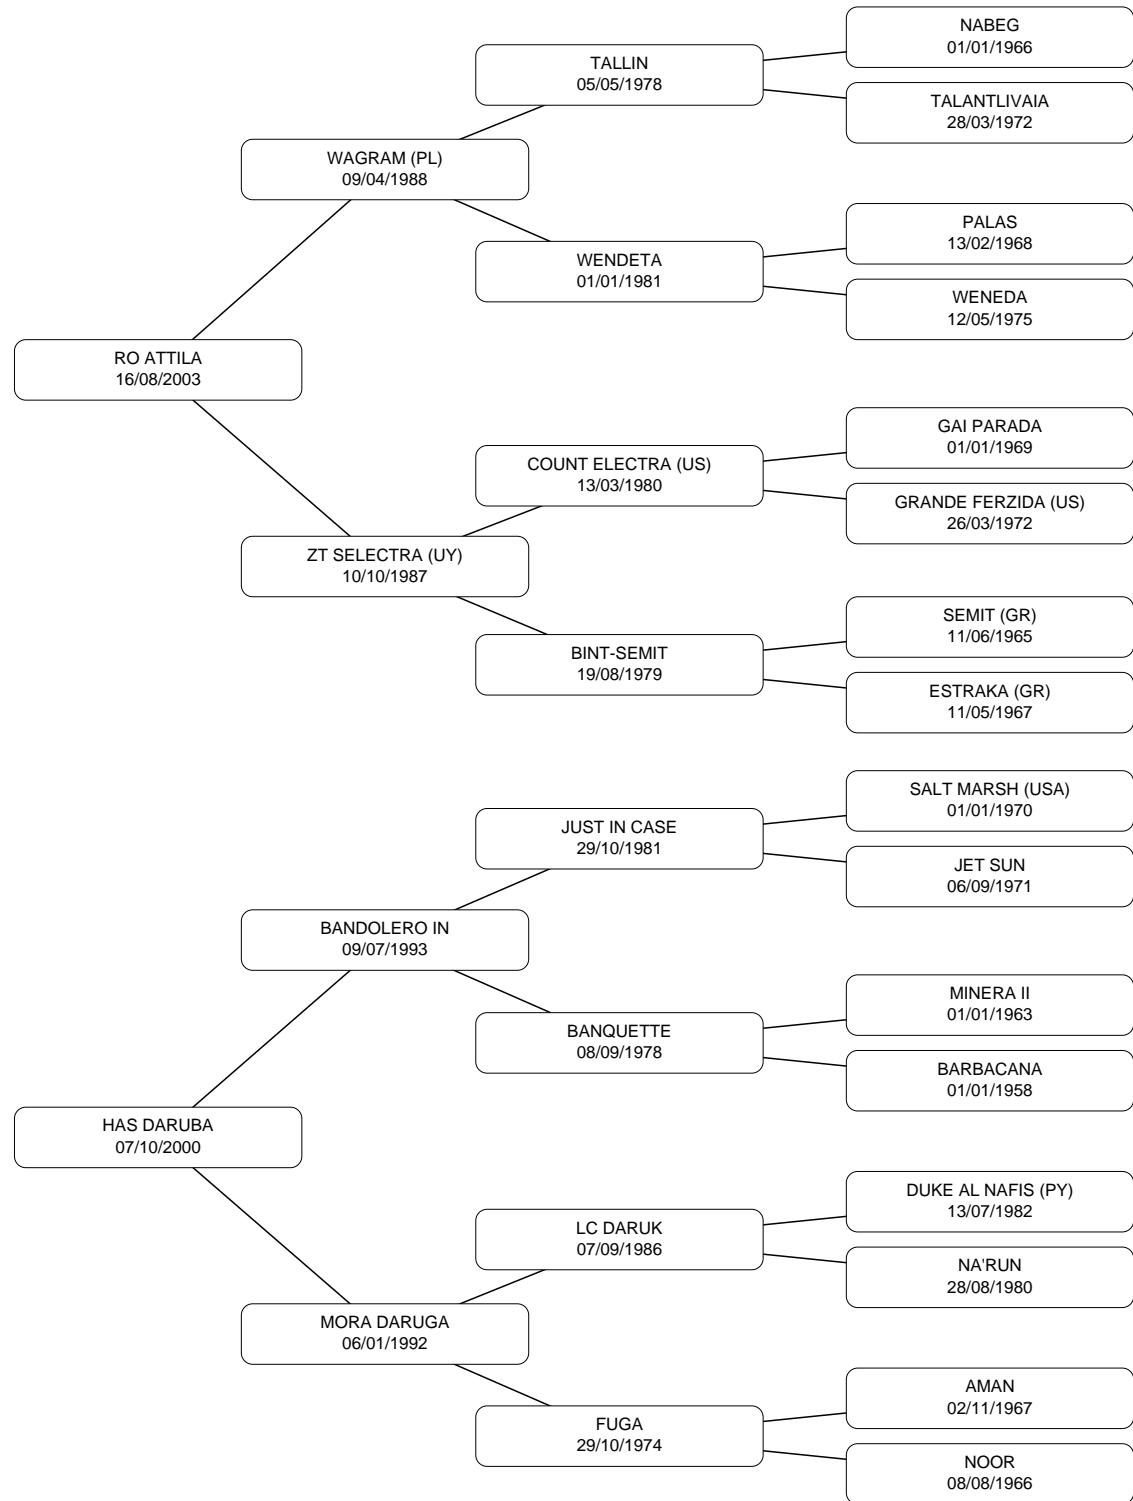 NABEG
01/01/1966
TALLIN
05/05/1978
TALANTLIVAIA
28/03/1972
WAGRAM (PL)
09/04/1988
PALAS
13/02/1968
WENDETA
01/01/1981
WENEDA
12/05/1975
RO ATTILA
16/08/2003
GAI PARADA
01/01/1969
COUNT ELECTRA (US)
13/03/1980
GRANDE FERZIDA (US)
26/03/1972
ZT SELECTRA (UY)
10/10/1987
SEMIT (GR)
11/06/1965
BINT-SEMIT
19/08/1979
ESTRAKA (GR)
11/05/1967
SALT MARSH (USA)
01/01/1970
JUST IN CASE
29/10/1981
JET SUN
06/09/1971
BANDOLERO IN
09/07/1993
MINERA II
01/01/1963
BANQUETTE
08/09/1978
BARBACANA
01/01/1958
HAS DARUBA
07/10/2000
DUKE AL NAFIS (PY)
13/07/1982
LC DARUK
07/09/1986
NA'RUN
28/08/1980
MORA DARUGA
06/01/1992
AMAN
02/11/1967
FUGA
29/10/1974
NOOR
08/08/1966